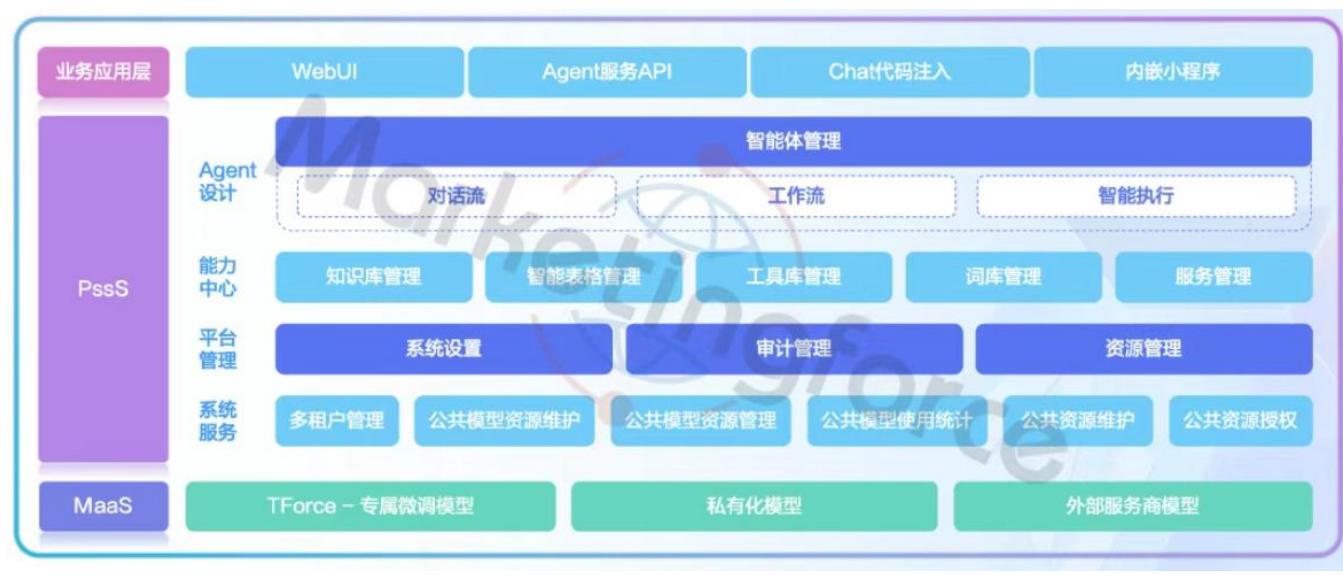 业务应用层
WebUI
Agent服务API
Chat代码注入
内嵌小程序
PssS
Agent
设计
智能体管理
对话流
工作流
智能执行
能力
中心
知识库管理
智能表格管理
工具库管理
词库管理
服务管理
平台
管理
系统设置
审计管理
资源管理
系统
服务
多租户管理
公共模型资源维护
公共模型资源管理
公共模型使用统计
公共资源维护
公共资源授权
MaaS
TForce – 专属微调模型
私有化模型
外部服务商模型
Marketingforce